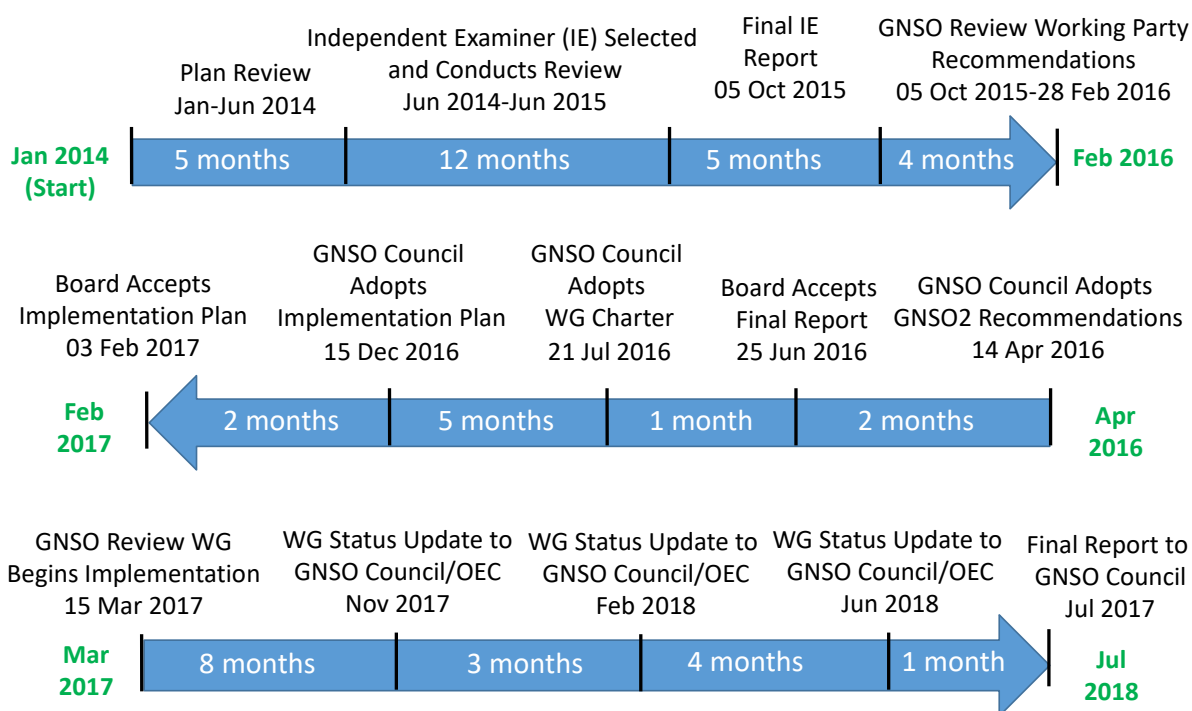 Plan Review
Jan-Jun 2014
Independent Examiner (IE) Selected
and Conducts Review
Jun 2014-Jun 2015
Final IE
Report
05 Oct 2015
GNSO Review Working Party
Recommendations
05 Oct 2015-28 Feb 2016
Jan 2014
(Start)
5 months
12 months
5 months
4 months
Feb 2016
Board Accepts
Implementation Plan
03 Feb 2017
GNSO Council
Adopts
Implementation Plan
15 Dec 2016
GNSO Council
Adopts
WG Charter
21 Jul 2016
Board Accepts
Final Report
25 Jun 2016
GNSO Council Adopts
GNSO2 Recommendations
14 Apr 2016
Feb
2017
2 months
5 months
1 month
2 months
Apr
2016
GNSO Review WG
Begins Implementation
15 Mar 2017
WG Status Update to
GNSO Council/OEC
Nov 2017
WG Status Update to
GNSO Council/OEC
Feb 2018
WG Status Update to
GNSO Council/OEC
Jun 2018
Final Report to
GNSO Council
Jul 2017
Mar
2017
8 months
3 months
4 months
1 month
Jul
2018